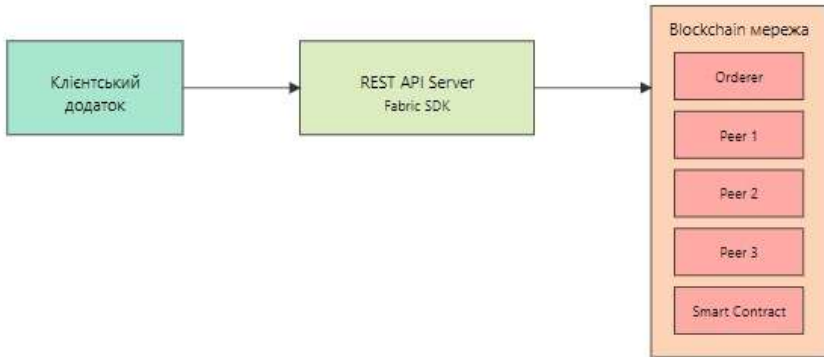 Клієнтський
додаток
REST API Server
Fabric SDK
Blockchain мережа
Orderer
Peer 1
Peer 2
Peer 3
Smart Contract